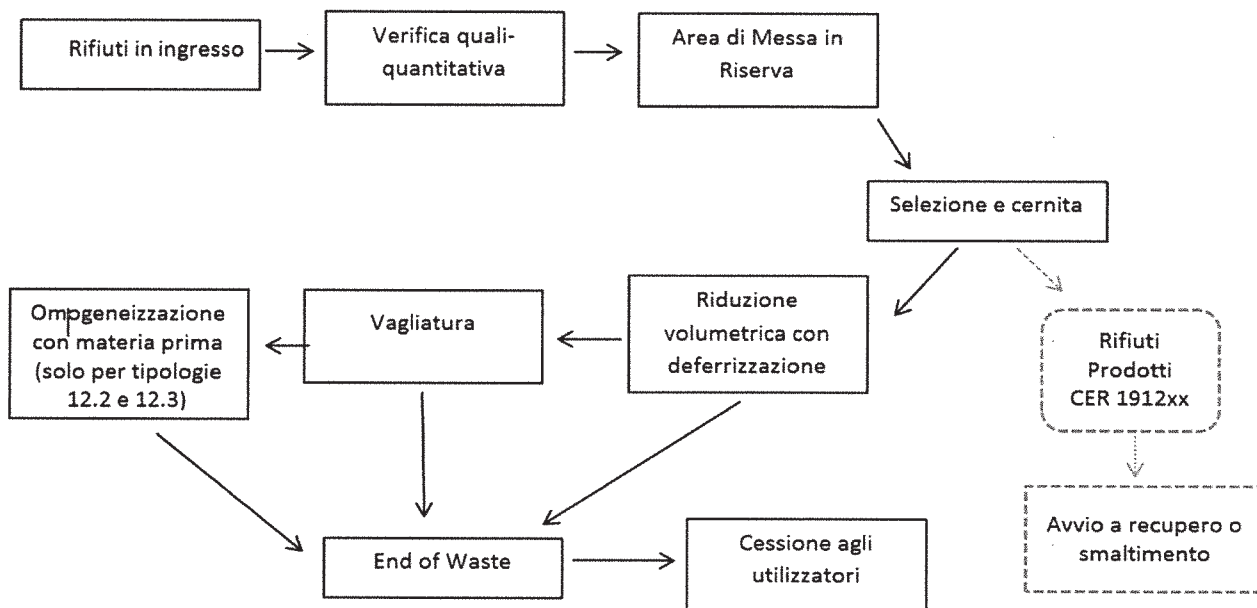 Rifiuti in ingresso
Verifica quali-
quantitativa
Area di Messa in
Riserva
Selezione e cernita
Ompgeneizzazione
con materia prima
(solo per tipologie
12.2 e 12.3)
Vagliatura
Riduzione
volumetrica con
deferrizzazione
Rifiuti
Prodotti
CER 1912xx
End of Waste
Cessione agli
utilizzatori
Avvio a recupero o
smaltimento